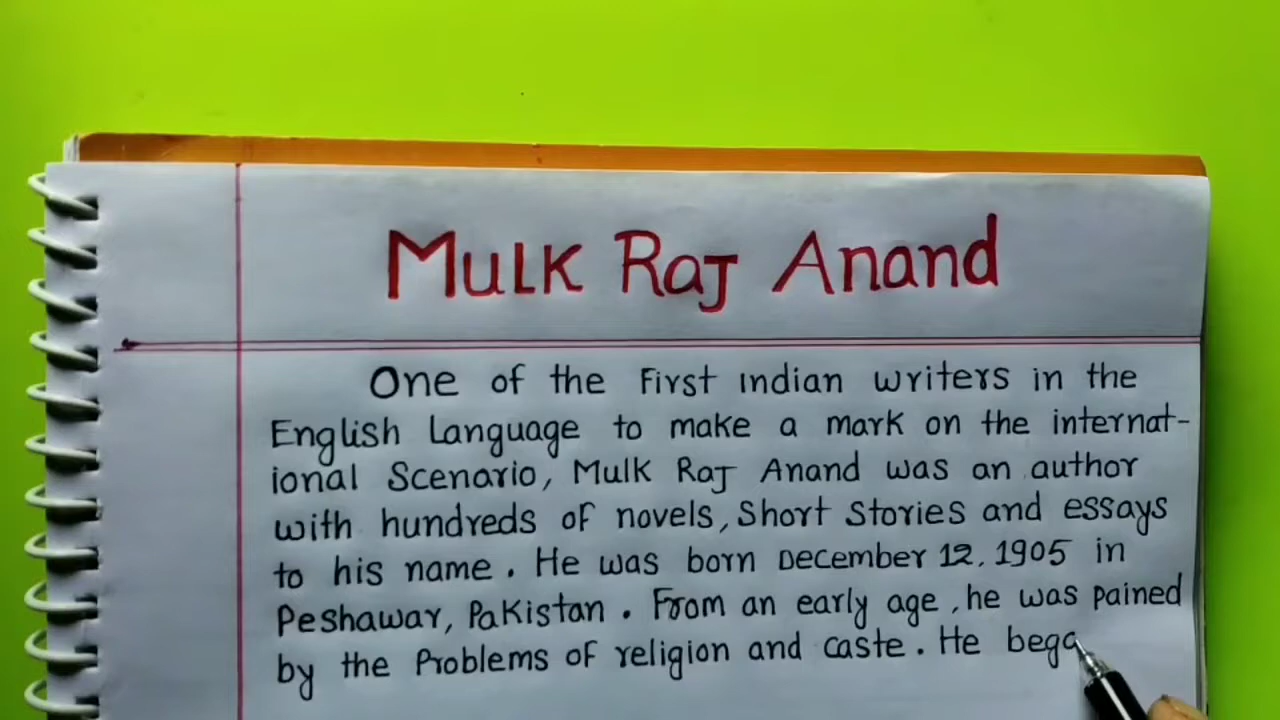 Mulk Raj Anand
One of the First Indian writers in the
English Language to make a mark on the internat-
ional Scenario, Mulk Raj Anand was an author
with hundreds of novels, Short Stories and essays
to his name. He was born December 12, 1905 in
Peshawar, Pakistan. From an early age, he was pained
by the Problems of religion and caste. He bega